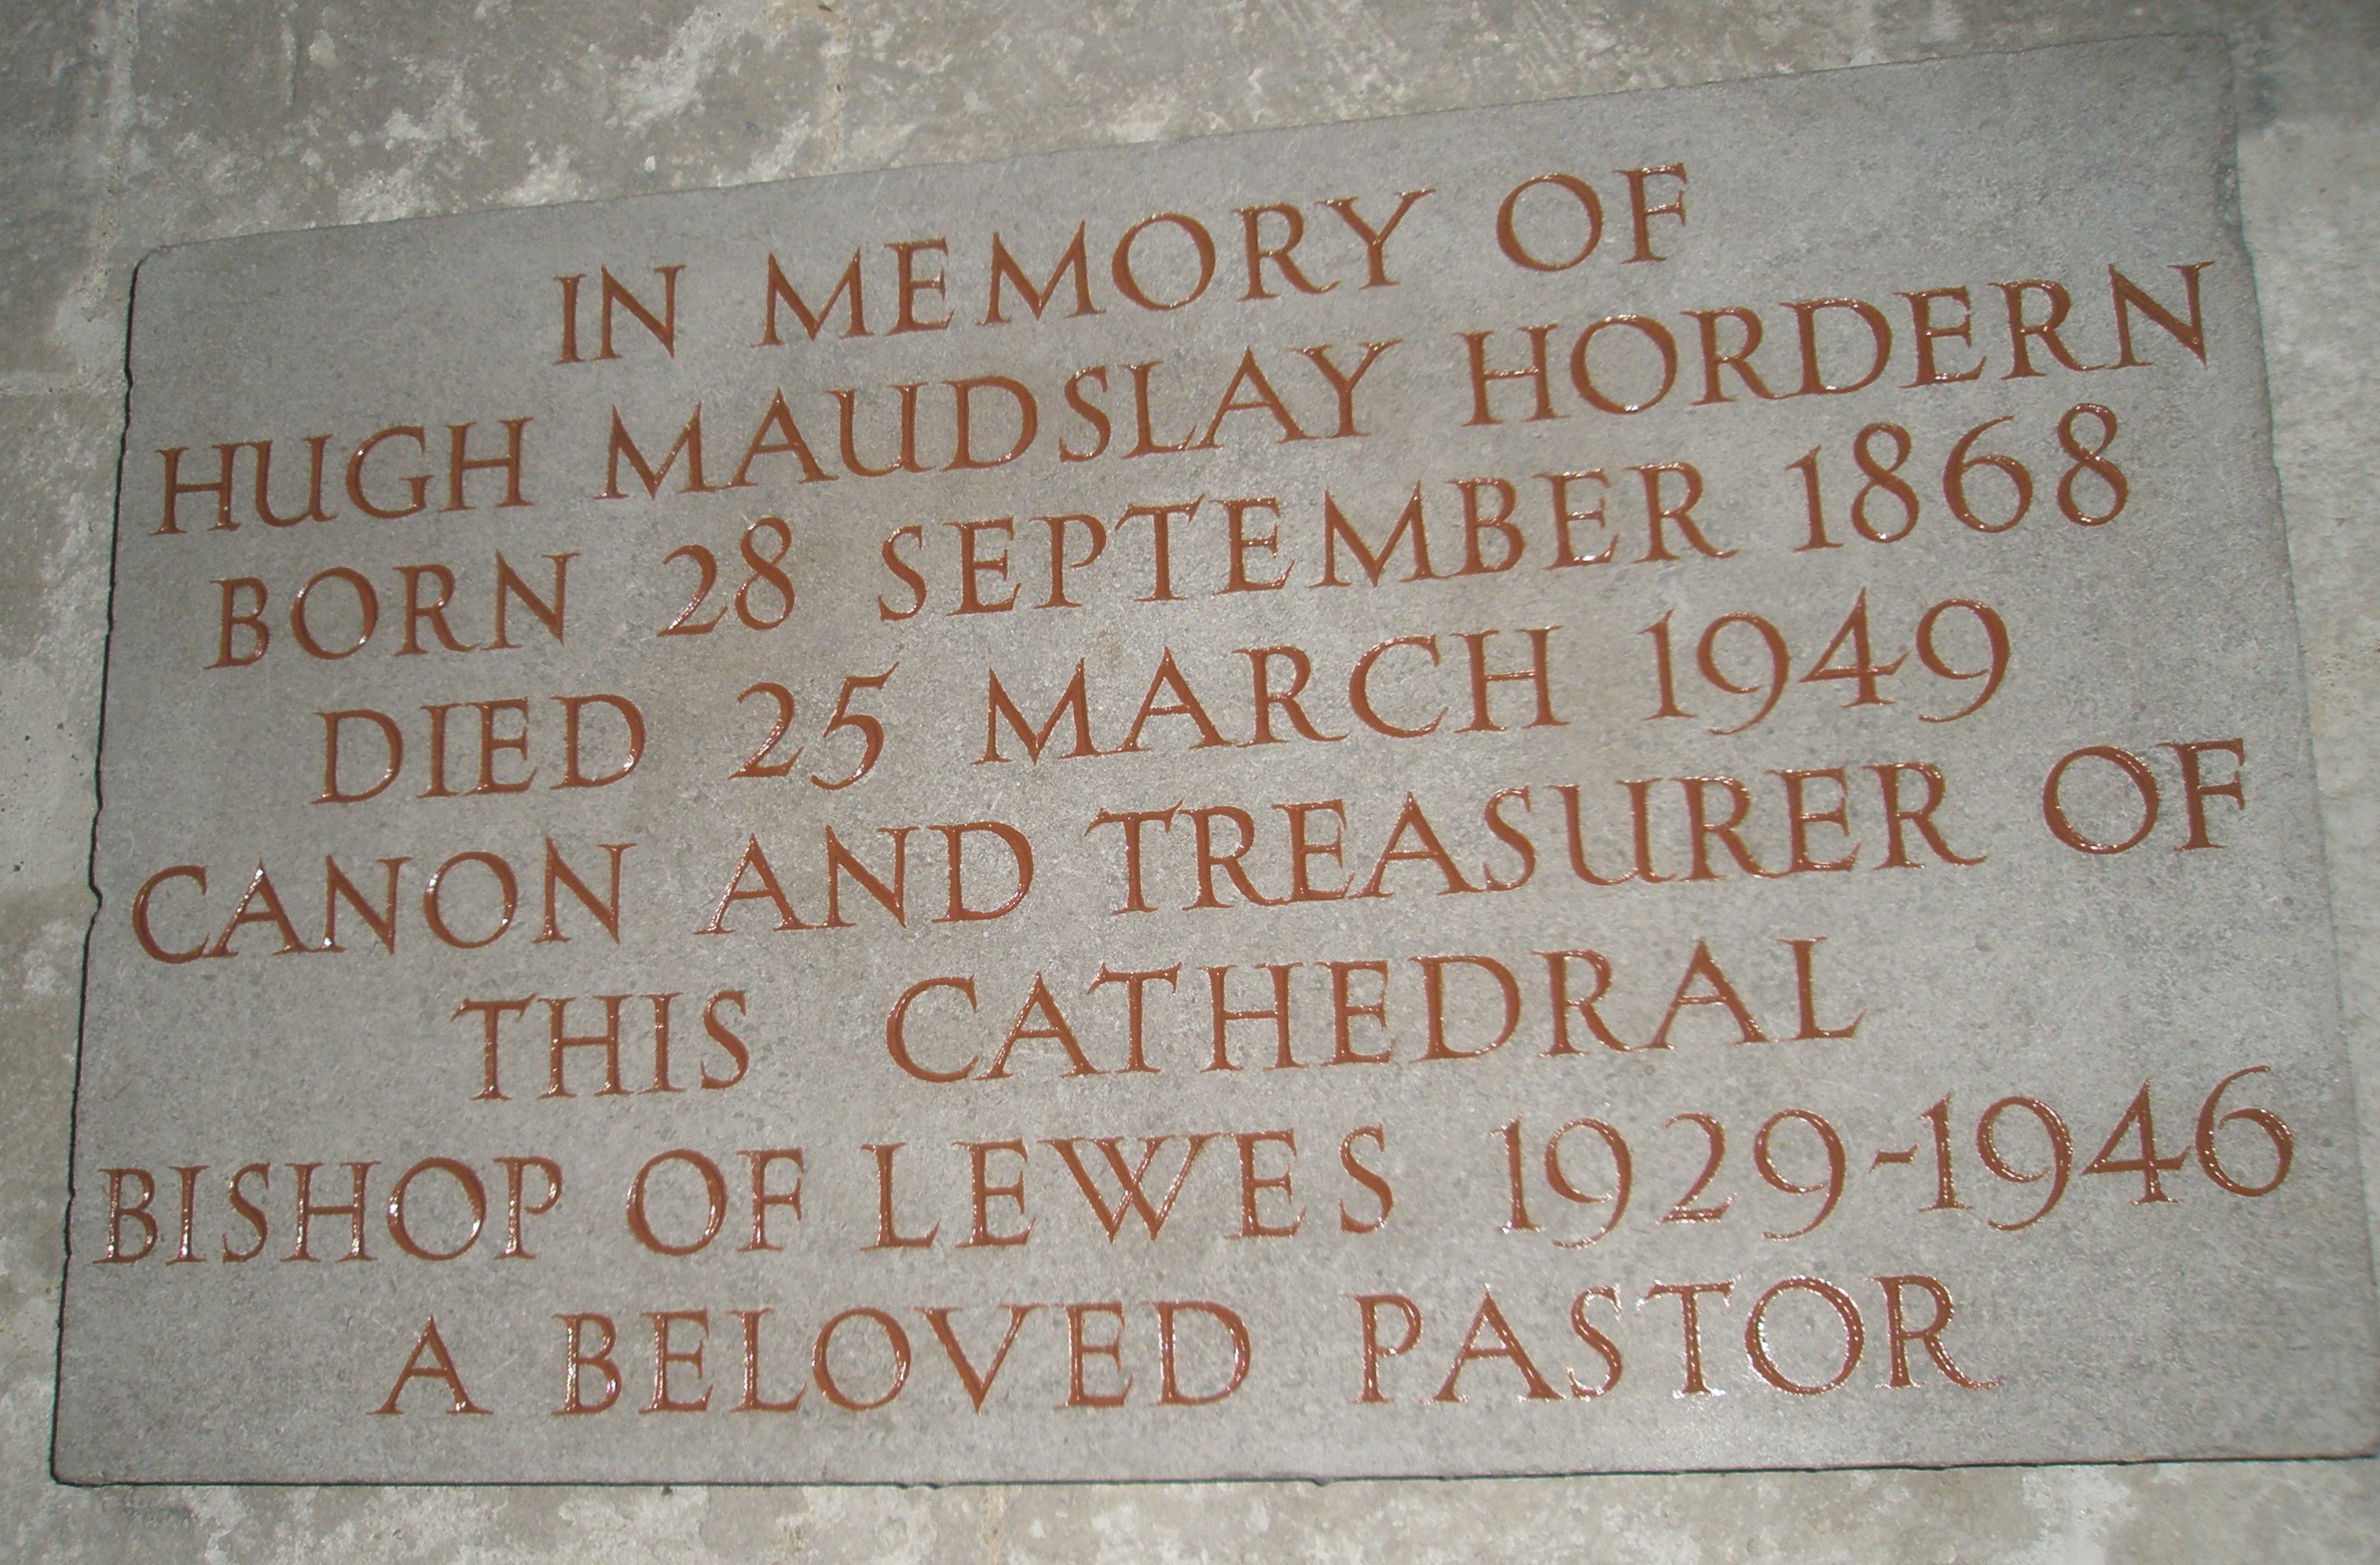 IN MEMORY OF
HUGH MAUDSLAY HORDERN
BORN 28 SEPTEMBER 1868
DIED 25 MARCH 1949
CANON AND TREASURER OF
THIS CATHEDRAL
BISHOP OF LEWES 1929-1946
A BELOVED PASTOR